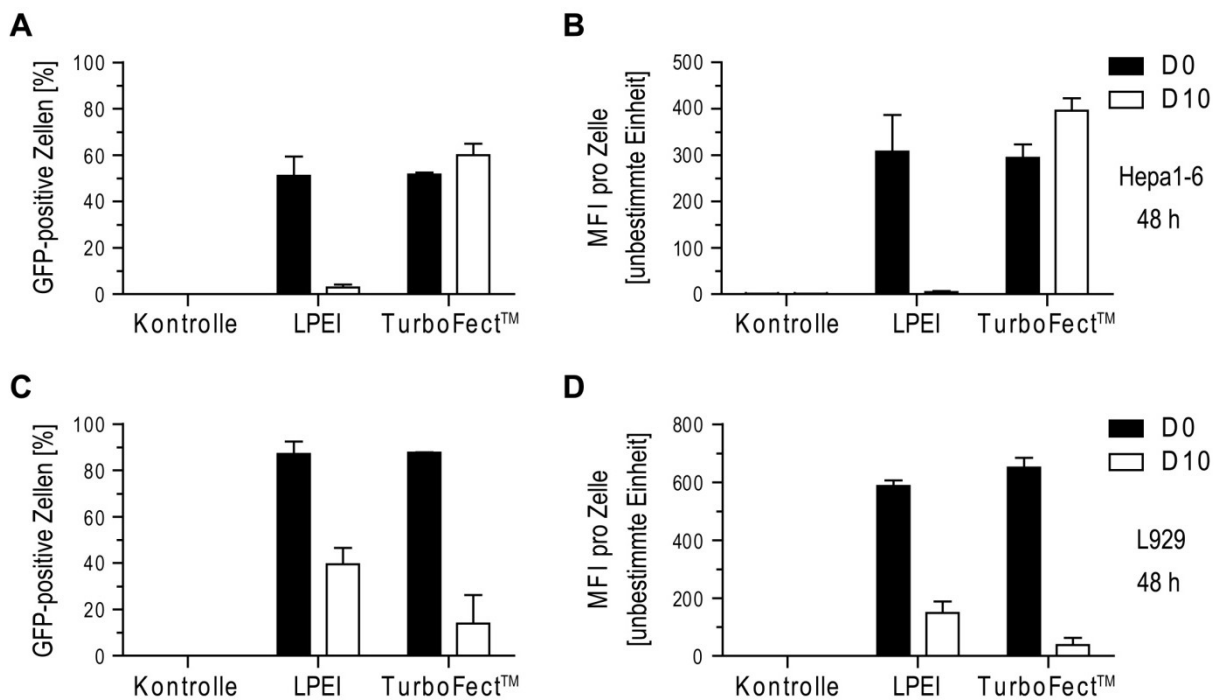 A
GFP-positive Zellen [%]
100
80
60
40
20
0
Kontrolle LPEI TurboFect™
B
MFI pro Zelle
[unbestimmte Einheit]
500
400
300
200
100
0
Kontrolle LPEI TurboFect™
D0
D10
Hepa1-6
48 h
C
GFP-positive Zellen [%]
100
80
60
40
20
0
Kontrolle LPEI TurboFect™
D
MFI pro Zelle
[unbestimmte Einheit]
800
600
400
200
0
Kontrolle LPEI TurboFect™
D0
D10
L929
48 h